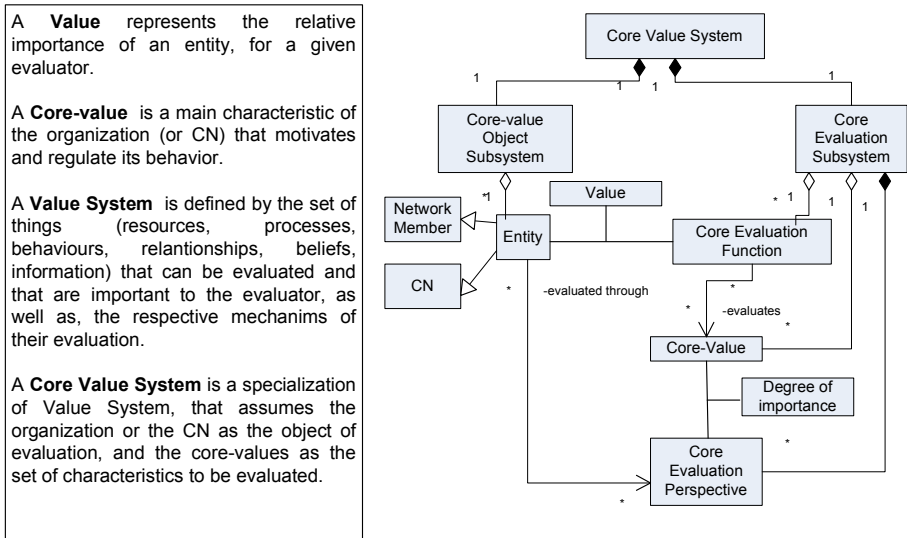 A Value represents the relative
importance of an entity, for a given
evaluator.
A Core-value is a main characteristic of
the organization (or CN) that motivates
and regulate its behavior.
A Value System is defined by the set of
things (resources, processes,
behaviours, relantionships, beliefs,
information) that can be evaluated and
that are important to the evaluator, as
well as, the respective mechanims of
their evaluation.
A Core Value System is a specialization
of Value System, that assumes the
organization or the CN as the object of
evaluation, and the core-values as the
set of characteristics to be evaluated.
Core Value System
1
1
1
1
Core-value
Object
Subsystem
Core
Evaluation
Subsystem
*
1
Value
*
1
1
1
Network
Member
Entity
Core Evaluation
Function
CN
*
-evaluated through
*
*
-evaluates
*
Core-Value
Degree of
importance
*
Core
Evaluation
Perspective
*